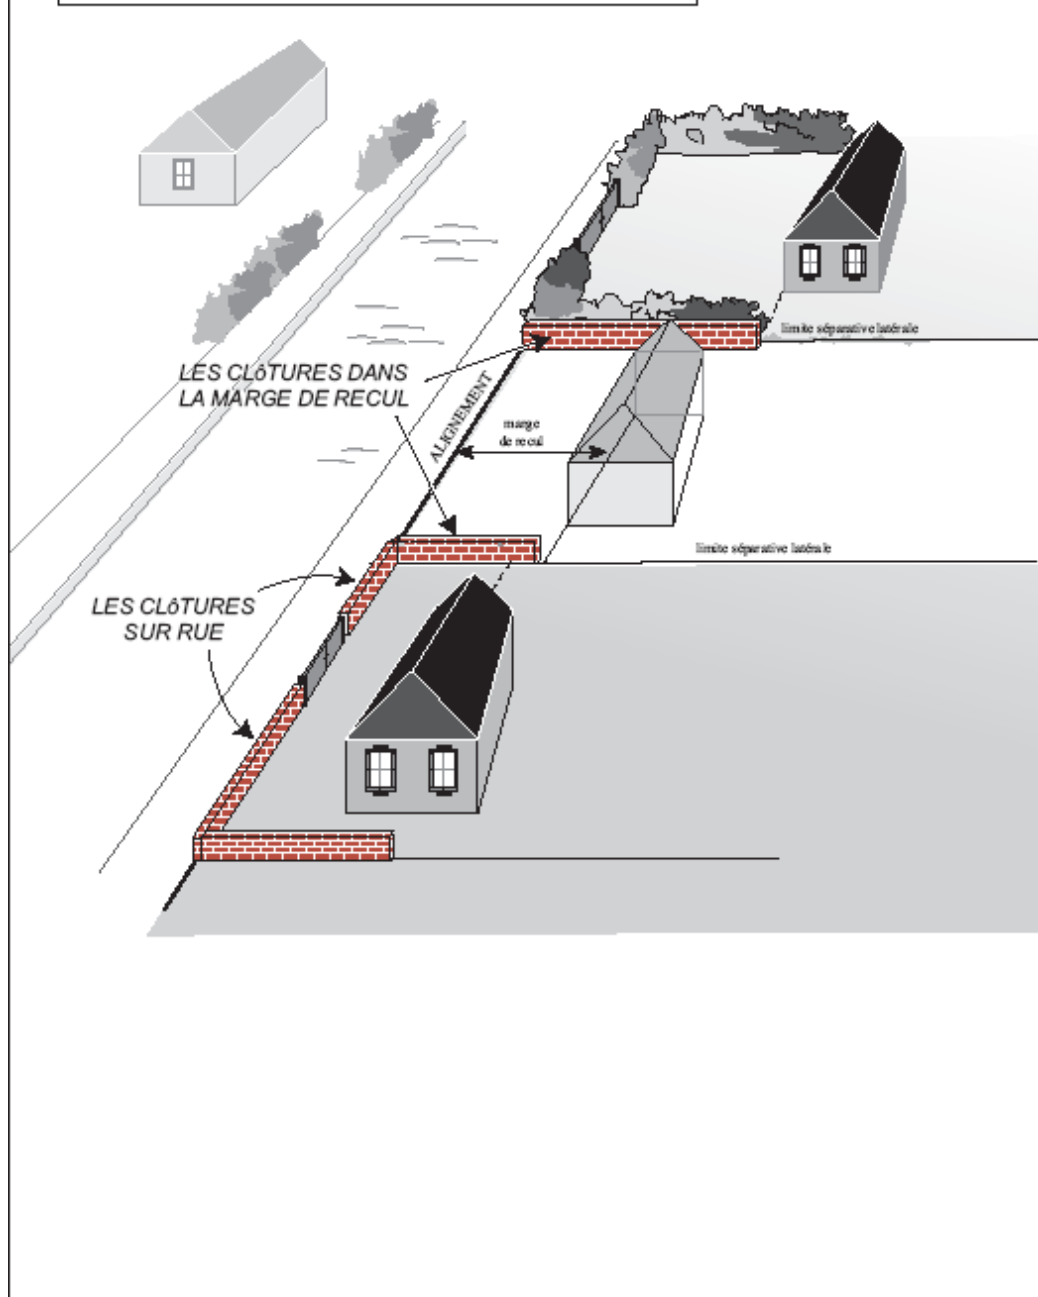 limite séparative latérale
LES CLôTURES DANS
LA MARGE DE RECUL
ALIGNEMENT
marge
de recul
limite séparative latérale
LES CLôTURES
SUR RUE